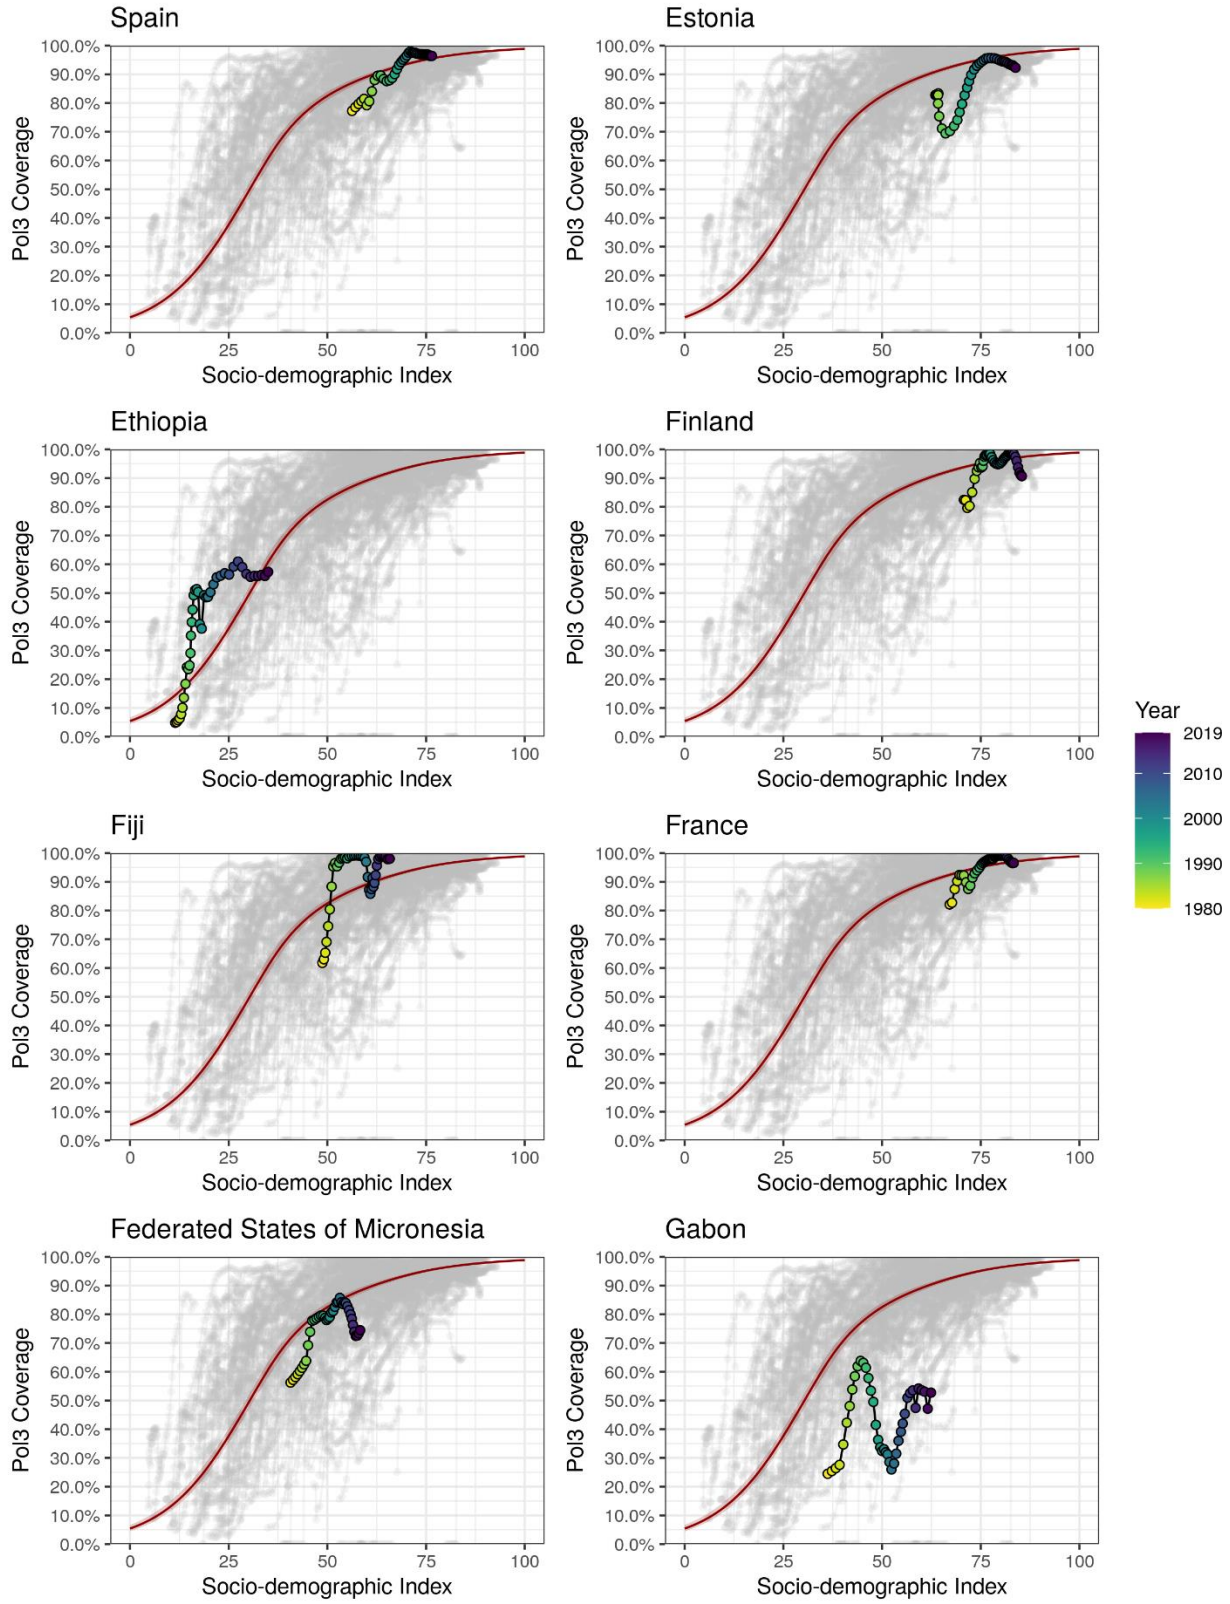 Spain
100.0%
90.0%
80.0%
70.0%
60.0%
50.0%
40.0%
30.0%
20.0%
10.0%
0.0%
Pol3 Coverage
0 25 50 75 100
Socio-demographic Index
Estonia
100.0%
90.0%
80.0%
70.0%
60.0%
50.0%
40.0%
30.0%
20.0%
10.0%
0.0%
Pol3 Coverage
0 25 50 75 100
Socio-demographic Index
Ethiopia
100.0%
90.0%
80.0%
70.0%
60.0%
50.0%
40.0%
30.0%
20.0%
10.0%
0.0%
Pol3 Coverage
0 25 50 75 100
Socio-demographic Index
Finland
100.0%
90.0%
80.0%
70.0%
60.0%
50.0%
40.0%
30.0%
20.0%
10.0%
0.0%
Pol3 Coverage
0 25 50 75 100
Socio-demographic Index
Fiji
100.0%
90.0%
80.0%
70.0%
60.0%
50.0%
40.0%
30.0%
20.0%
10.0%
0.0%
Pol3 Coverage
0 25 50 75 100
Socio-demographic Index
France
100.0%
90.0%
80.0%
70.0%
60.0%
50.0%
40.0%
30.0%
20.0%
10.0%
0.0%
Pol3 Coverage
0 25 50 75 100
Socio-demographic Index
Federated States of Micronesia
100.0%
90.0%
80.0%
70.0%
60.0%
50.0%
40.0%
30.0%
20.0%
10.0%
0.0%
Pol3 Coverage
0 25 50 75 100
Socio-demographic Index
Gabon
100.0%
90.0%
80.0%
70.0%
60.0%
50.0%
40.0%
30.0%
20.0%
10.0%
0.0%
Pol3 Coverage
0 25 50 75 100
Socio-demographic Index
Year
2019
2010
2000
1990
1980